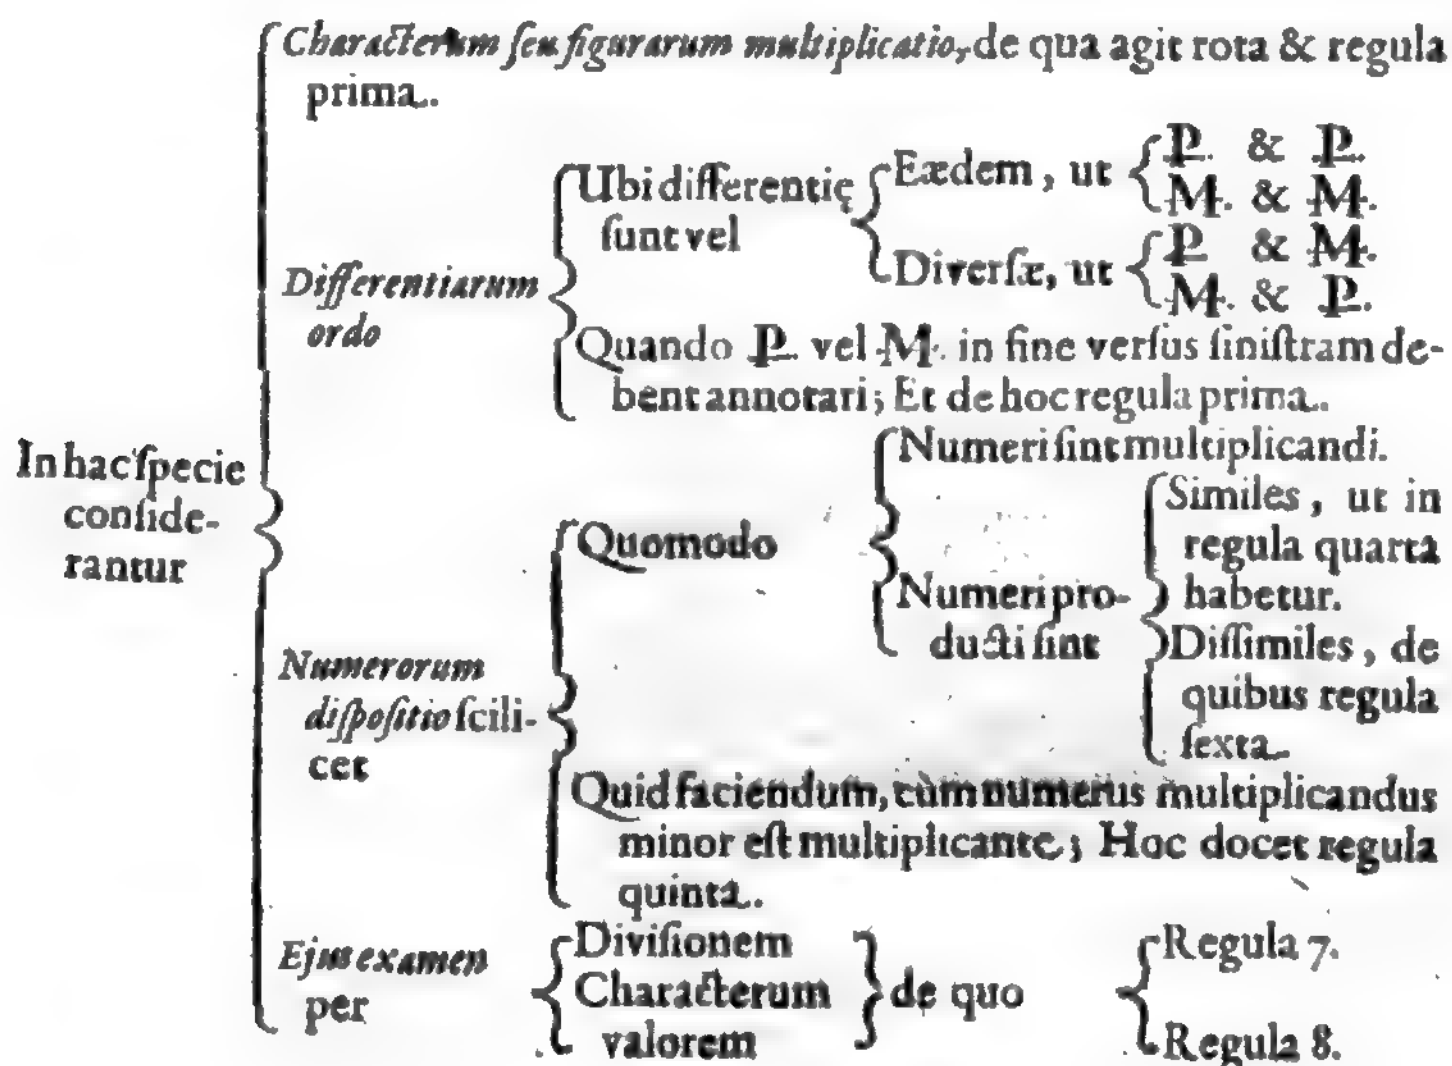 In hac ſpecie
conſide-
rantur
Characterum ſeu figurarum multiplicatio, de qua agit rota & regula
prima.
Differentiarum
ordo
Ubi differentię
ſunt vel
Eædem, ut
P. & P.
M. & M.
Diverſæ, ut
P & M.
M. & P.
Quando P. vel M. in fine verſus ſiniſtram de-
bent annotari; Et de hoc regula prima.
Numerorum
diſpoſitio ſcili-
cet
Quomodo
Numeri ſint multiplicandi.
Numeri pro-
ducti ſint
Similes, ut in
regula quarta
habetur.
Diſſimiles, de
quibus regula
ſexta.
Quid faciendum, cùm numerus multiplicandus
minor eſt multiplicante; Hoc docet regula
quinta.
Ejus examen
per
Diviſionem
Characterum
valorem
de quo
Regula 7.
Regula 8.